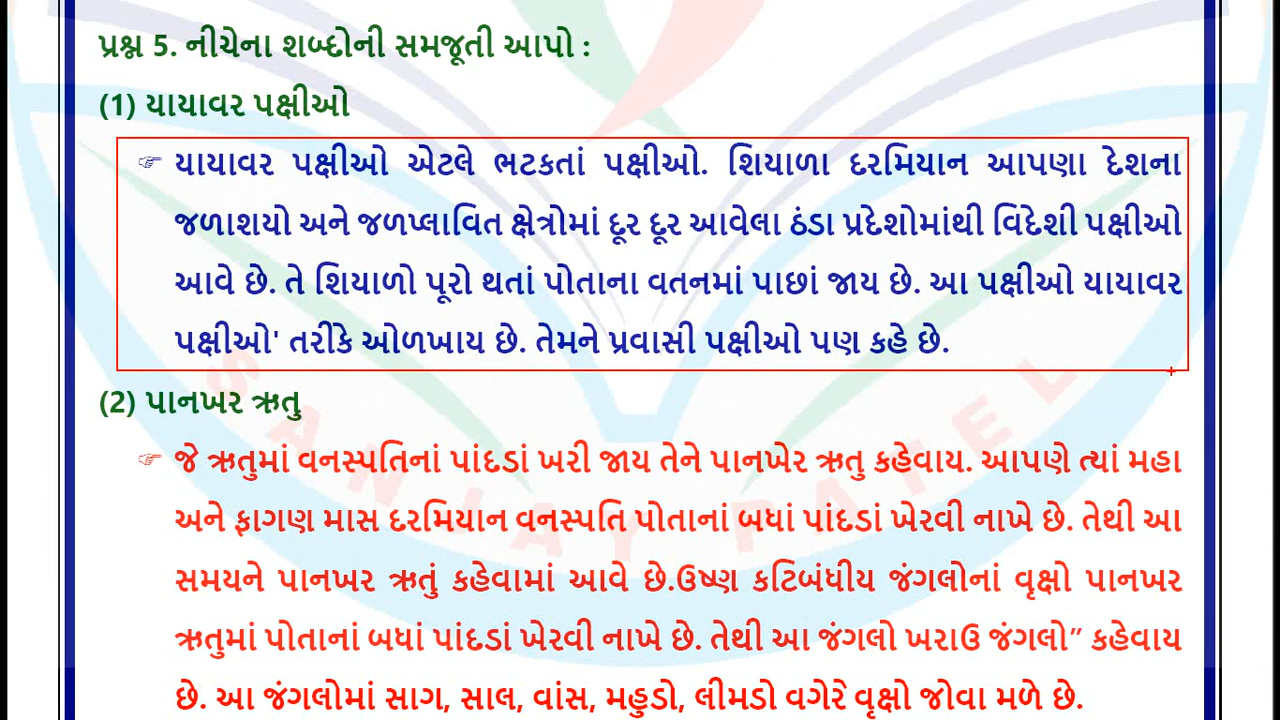 પ્રશ્ન 5. નીચેના શબ્દોની સમજૂતી આપો :
(1) યાયાવર પક્ષીઓ
☞ યાયાવર પક્ષીઓ એટલે ભટકતાં પક્ષીઓ. શિયાળા દરમિયાન આપણા દેશના
જળાશયો અને જળપ્લાવિત ક્ષેત્રોમાં દૂર દૂર આવેલા ઠંડા પ્રદેશોમાંથી વિદેશી પક્ષીઓ
આવે છે. તે શિયાળો પૂરો થતાં પોતાના વતનમાં પાછાં જાય છે. આ પક્ષીઓ યાયાવર
પક્ષીઓ' તરીકે ઓળખાય છે. તેમને પ્રવાસી પક્ષીઓ પણ કહે છે.
(2) પાનખર ઋતુ
☞ જે ઋતુમાં વનસ્પતિનાં પાંદડાં ખરી જાય તેને પાનખેર ઋતુ કહેવાય. આપણે ત્યાં મહા
અને ફાગણ માસ દરમિયાન વનસ્પતિ પોતાનાં બધાં પાંદડાં ખેરવી નાખે છે. તેથી આ
સમયને પાનખર ઋતું કહેવામાં આવે છે.ઉષ્ણ કટિબંધીય જંગલોનાં વૃક્ષો પાનખર
ઋતુમાં પોતાનાં બધાં પાંદડાં ખેરવી નાખે છે. તેથી આ જંગલો ખરાઉ જંગલો” કહેવાય
છે. આ જંગલોમાં સાગ, સાલ, વાંસ, મહુડો, લીમડો વગેરે વૃક્ષો જોવા મળે છે.
SANJAY PATEL